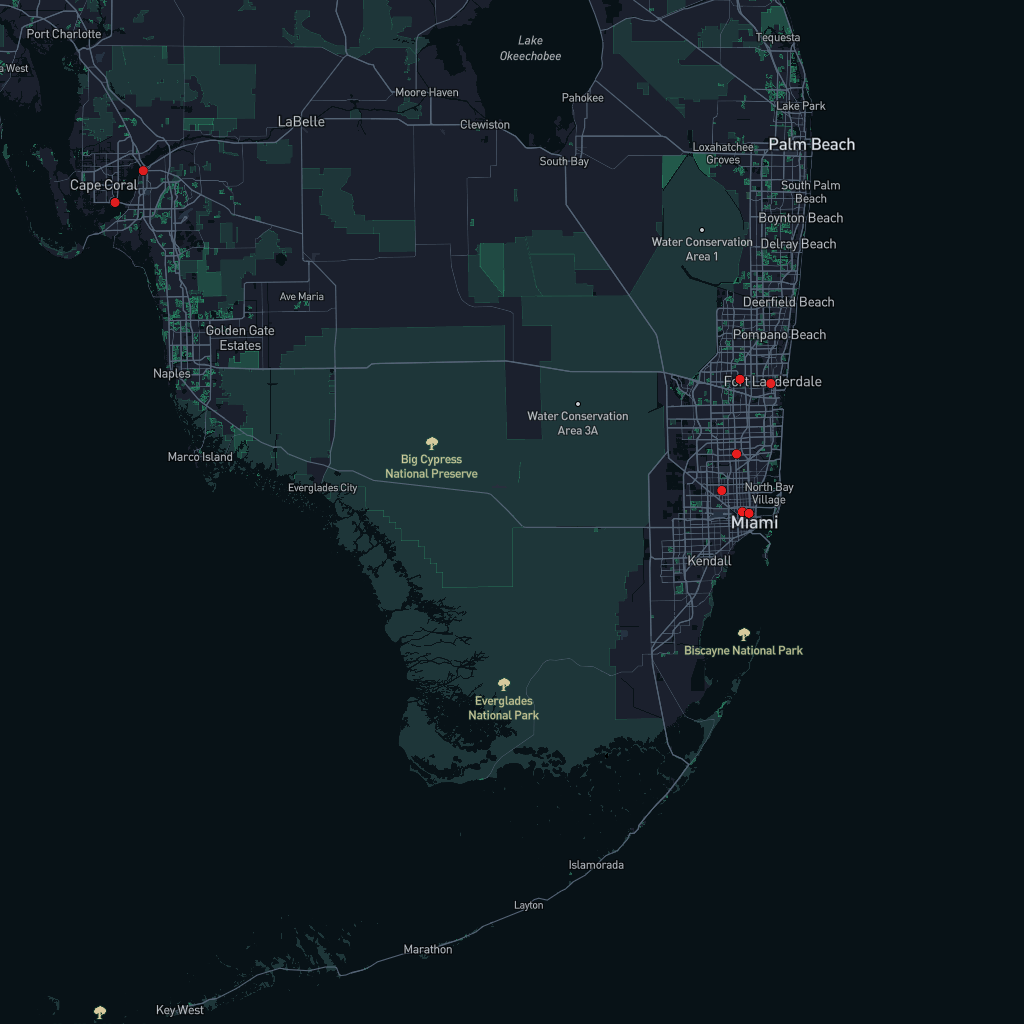 Port Charlotte
Tequesta
Lake
Okeechobee
a West
Moore Haven
Pahokee
Lake Park
LaBelle
Clewiston
Palm Beach
Loxahatchee
Groves
South Bay
Cape Coral
South Palm
Beach
Boynton Beach
Water Conservation
Area 1
Delray Beach
Ave Maria
Deerfield Beach
Golden Gate
Estates
Pompano Beach
Naples
Fort Lauderdale
Water Conservation
Area 3A
Marco Island
Big Cypress
National Preserve
Everglades City
North Bay
Village
Miami
Kendall
Biscayne National Park
Everglades
National Park
Islamorada
Layton
Marathon
Key West